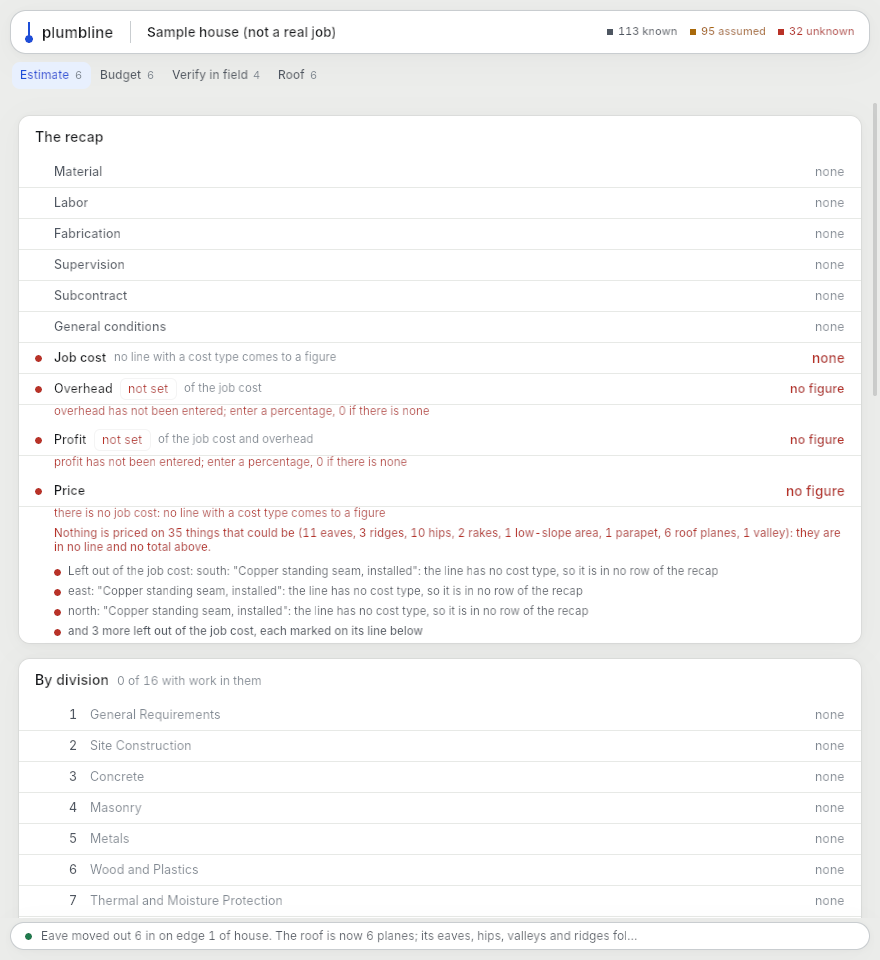 plumbline
Sample house (not a real job)
113 known
95 assumed
32 unknown
Estimate 6
Budget 6
Verify in field 4
Roof 6
The recap
Material none
Labor none
Fabrication none
Supervision none
Subcontract none
General conditions none
Job cost no line with a cost type comes to a figure none
Overhead not set of the job cost no figure
overhead has not been entered; enter a percentage, 0 if there is none
Profit not set of the job cost and overhead no figure
profit has not been entered; enter a percentage, 0 if there is none
Price no figure
there is no job cost: no line with a cost type comes to a figure
Nothing is priced on 35 things that could be (11 eaves, 3 ridges, 10 hips, 2 rakes, 1 low-slope area, 1 parapet, 6 roof planes, 1 valley): they are
in no line and no total above.
Left out of the job cost: south: "Copper standing seam, installed": the line has no cost type, so it is in no row of the recap
east: "Copper standing seam, installed": the line has no cost type, so it is in no row of the recap
north: "Copper standing seam, installed": the line has no cost type, so it is in no row of the recap
and 3 more left out of the job cost, each marked on its line below
By division 0 of 16 with work in them
1 General Requirements none
2 Site Construction none
3 Concrete none
4 Masonry none
5 Metals none
6 Wood and Plastics none
7 Thermal and Moisture Protection none
Eave moved out 6 in on edge 1 of house. The roof is now 6 planes; its eaves, hips, valleys and ridges fol...